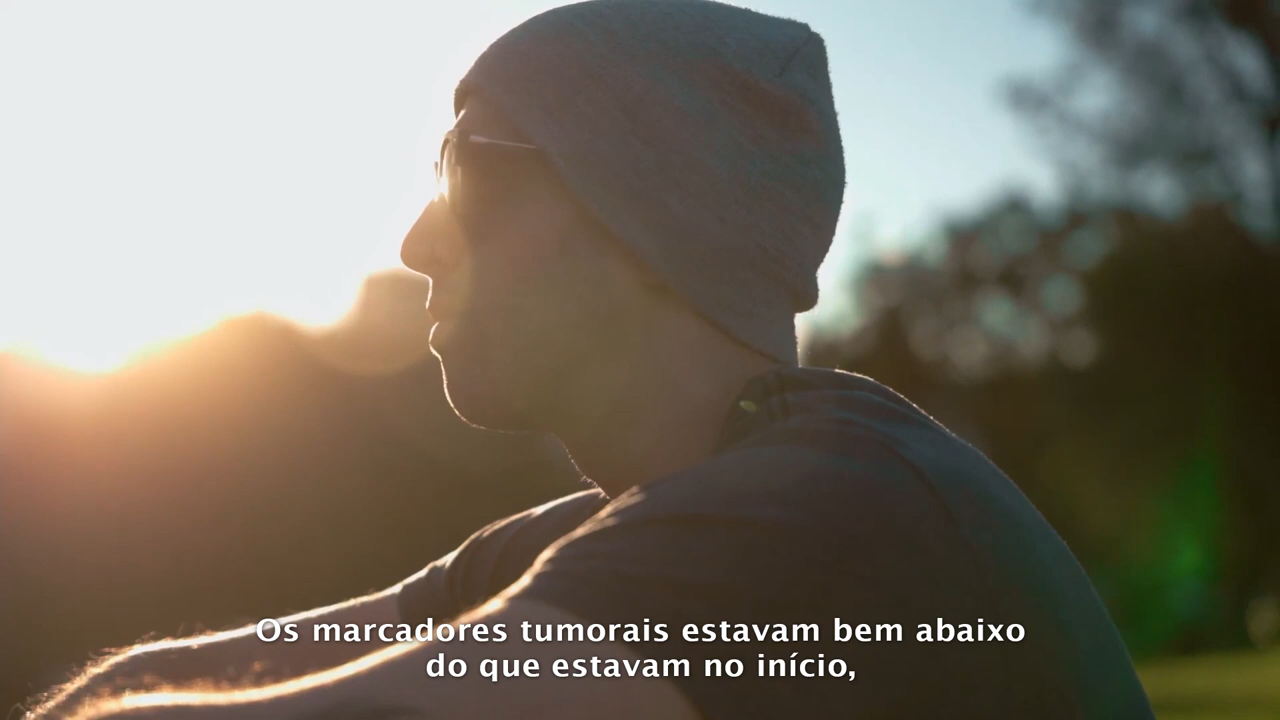 Os marcadores tumorais estavam bem abaixo
do que estavam no início,